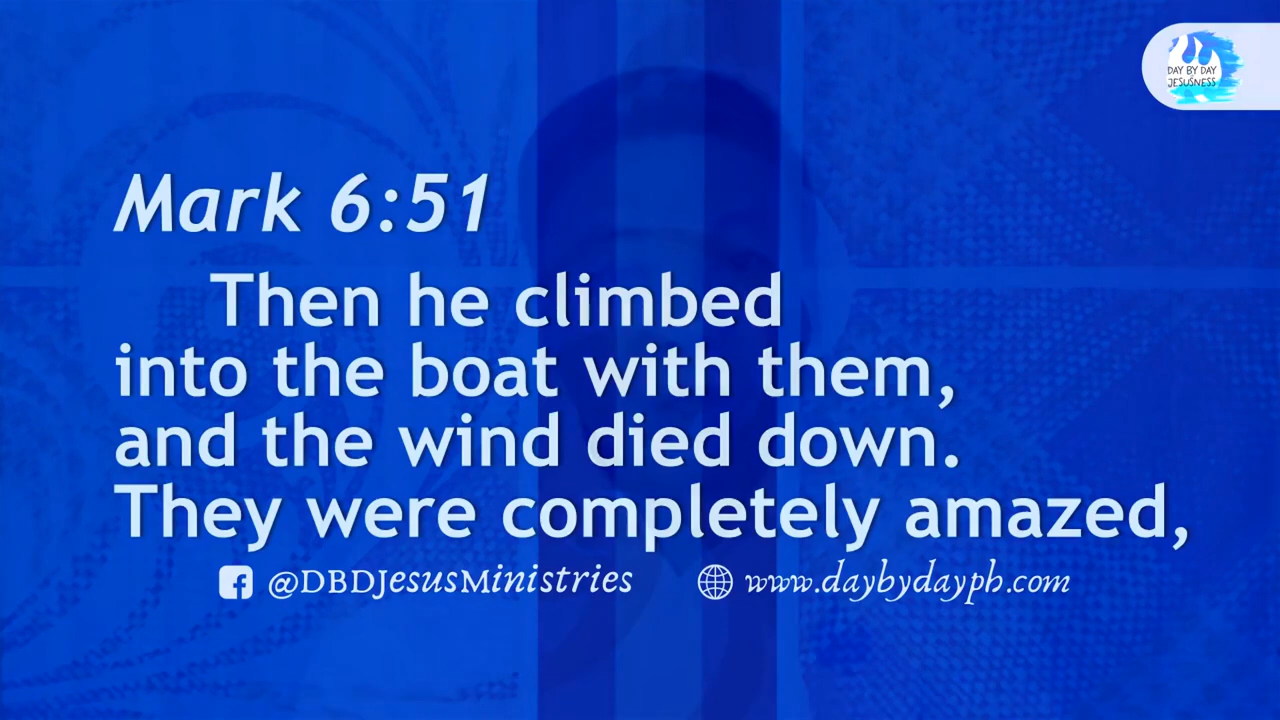 DAY BY DAY
JESUSNESS
Mark 6:51
Then he climbed
into the boat with them,
and the wind died down.
They were completely amazed,
@DBDJesusMinistries
www.daybydayph.com